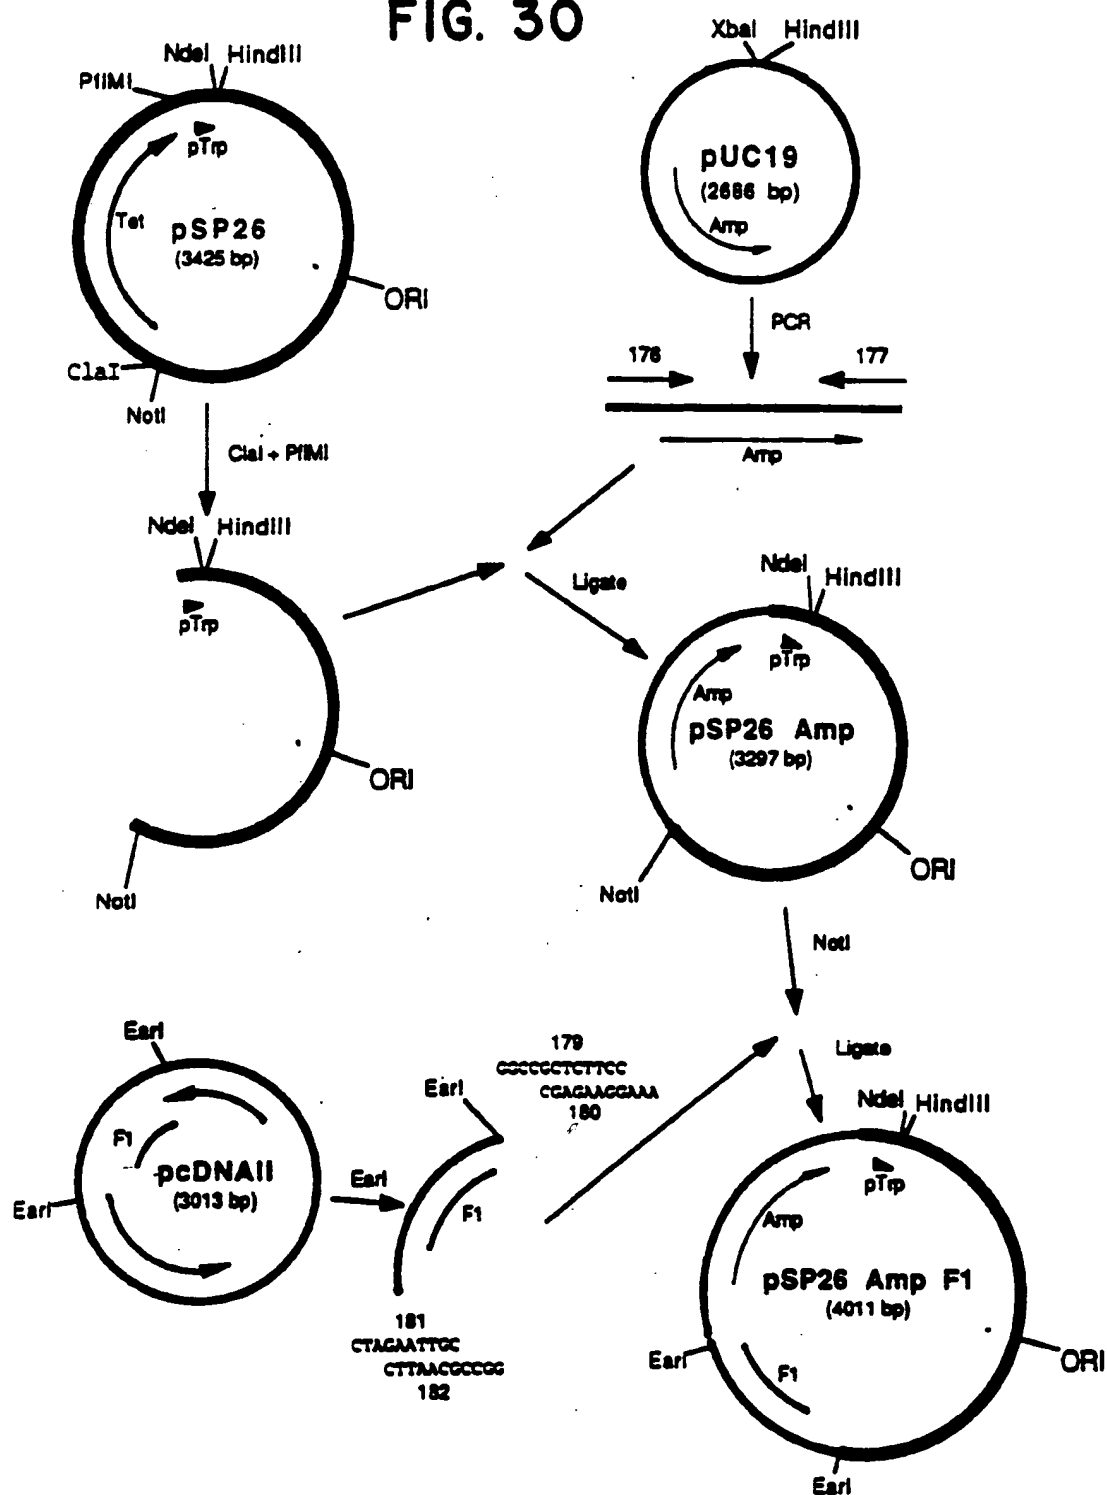 FIG. 30
NdeI HindIII
PflMI
pTrp
Tet
pSP26
(3425 bp)
ORI
ClaI
NotI
XbaI HindIII
pUC19
(2686 bp)
Amp
PCR
176
177
Amp
ClaI + PflMI
NdeI HindIII
pTrp
ORI
NotI
Ligate
NdeI
HindIII
pTrp
Amp
pSP26 Amp
(3297 bp)
ORI
NotI
NotI
Ligate
EarI
F1
pcDNAII
(3013 bp)
EarI
EarI
EarI
F1
179
GGCCGCTCTTCC
CGAGAAGGAAA
180
181
CTAGAATTGC
CTTAACGCCGG
182
NdeI HindIII
pTrp
Amp
pSP26 Amp F1
(4011 bp)
EarI
F1
ORI
EarI